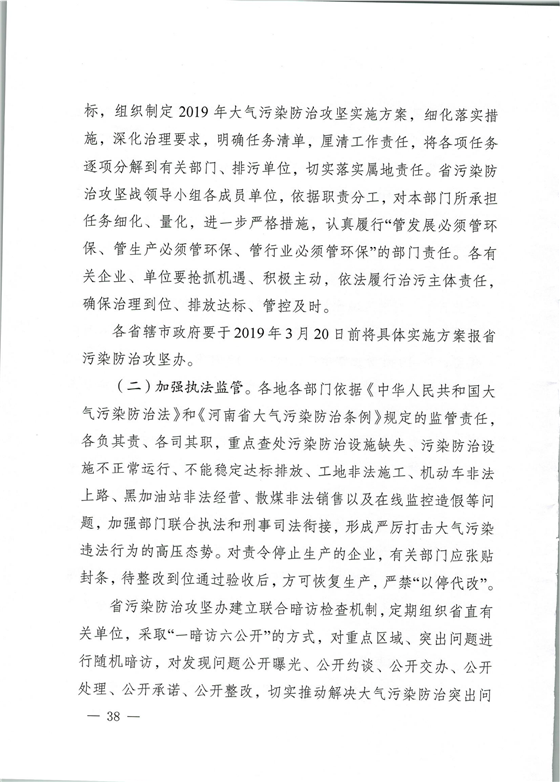 标，组织制定 2019 年大气污染防治攻坚实施方案，细化落实措
施，深化治理要求，明确任务清单，厘清工作责任，将各项任务
逐项分解到有关部门、排污单位，切实落实属地责任。省污染防
治攻坚战领导小组各成员单位，依据职责分工，对本部门所承担
任务细化、量化，进一步严格措施，认真履行“管发展必须管环
保、管生产必须管环保、管行业必须管环保”的部门责任。各有
关企业、单位要抢抓机遇、积极主动，依法履行治污主体责任，
确保治理到位、排放达标、管控及时。
各省辖市政府要于 2019 年 3 月 20 日前将具体实施方案报省
污染防治攻坚办。
（二）加强执法监管。各地各部门依据《中华人民共和国大
气污染防治法》和《河南省大气污染防治条例》规定的监管责任，
各负其责、各司其职，重点查处污染防治设施缺失、污染防治设
施不正常运行、不能稳定达标排放、工地非法施工、机动车非法
上路、黑加油站非法经营、散煤非法销售以及在线监控造假等问
题，加强部门联合执法和刑事司法衔接，形成严厉打击大气污染
违法行为的高压态势。对责令停止生产的企业，有关部门应张贴
封条，待整改到位通过验收后，方可恢复生产，严禁“以停代改”。
省污染防治攻坚办建立联合暗访检查机制，定期组织省直有
关单位，采取“一暗访六公开”的方式，对重点区域、突出问题进
行随机暗访，对发现问题公开曝光、公开约谈、公开交办、公开
处理、公开承诺、公开整改，切实推动解决大气污染防治突出问
— 38 —